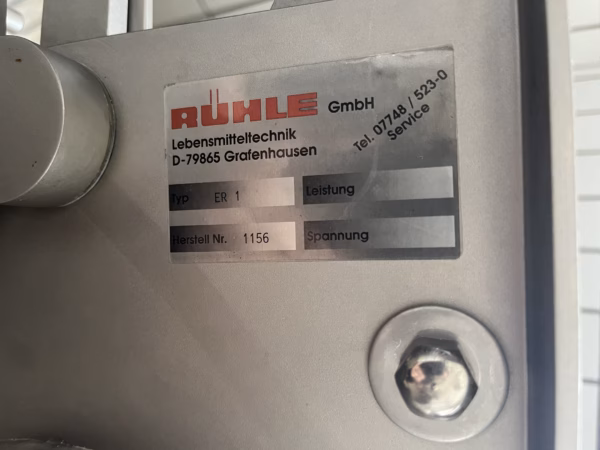 RÜHLE GmbH
Lebensmitteltechnik
D-79865 Grafenhausen
Tel. 07748 / 523-0
Service
Typ ER 1
Leistung
Herstell Nr. 1156
Spannung